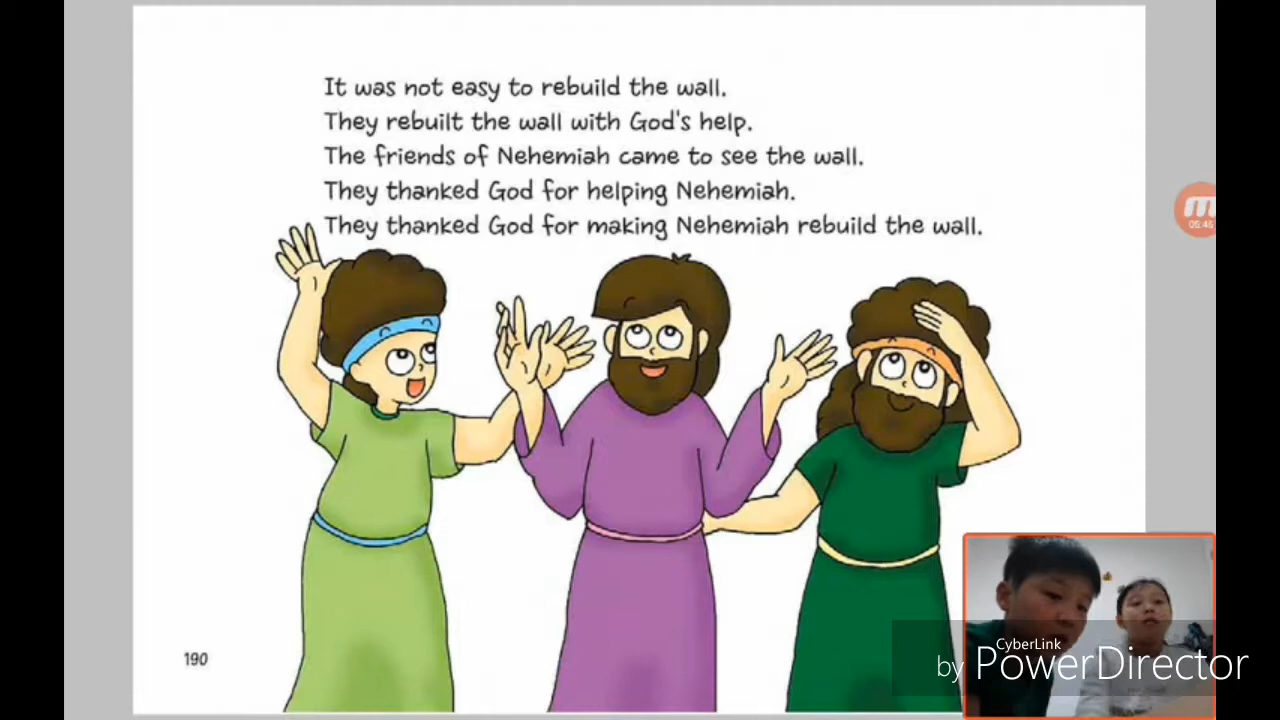 It was not easy to rebuild the wall.
They rebuilt the wall with God's help.
The friends of Nehemiah came to see the wall.
They thanked God for helping Nehemiah.
They thanked God for making Nehemiah rebuild the wall.
05:45
190
CyberLink
by PowerDirector